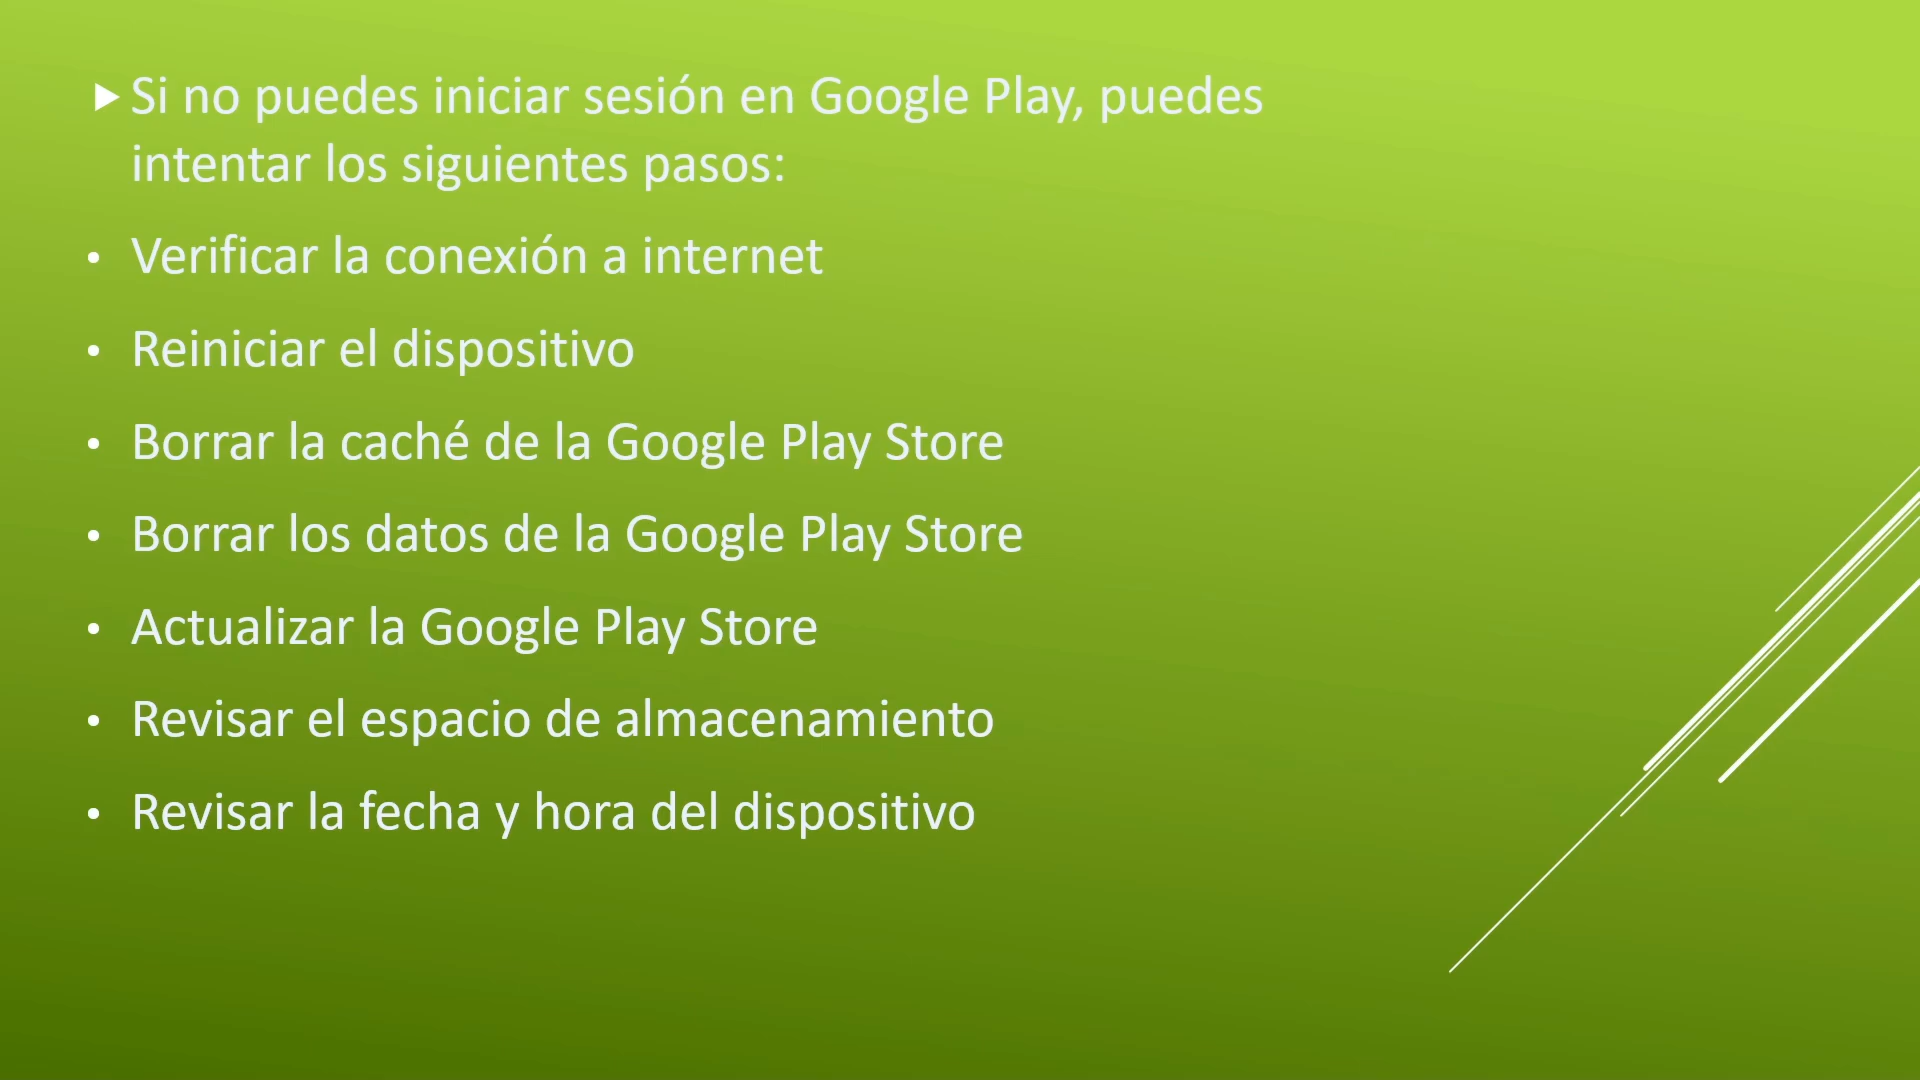 Si no puedes iniciar sesión en Google Play, puedes
intentar los siguientes pasos:
• Verificar la conexión a internet
• Reiniciar el dispositivo
• Borrar la caché de la Google Play Store
• Borrar los datos de la Google Play Store
• Actualizar la Google Play Store
• Revisar el espacio de almacenamiento
• Revisar la fecha y hora del dispositivo